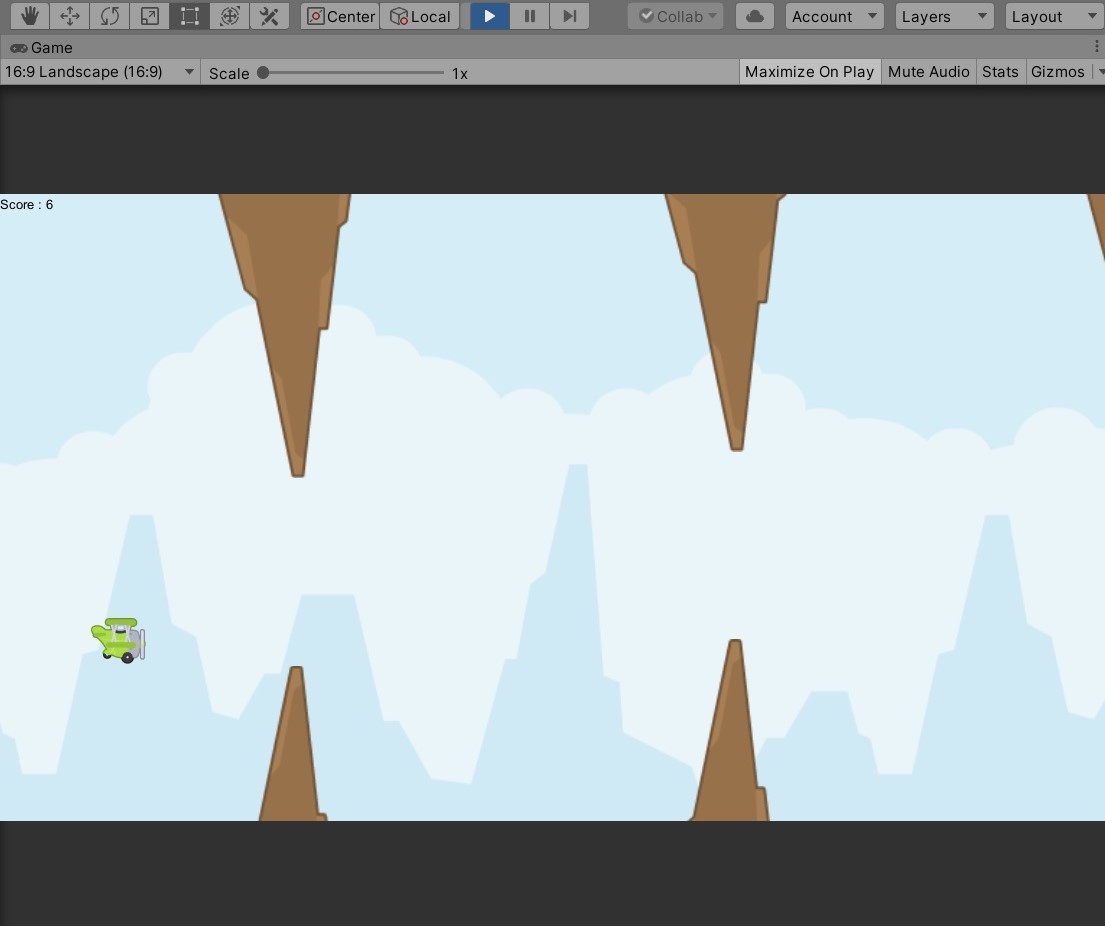 Center Local Collab Account Layers Layout
Game
16:9 Landscape (16:9) Scale 1x Maximize On Play Mute Audio Stats Gizmos
Score : 6